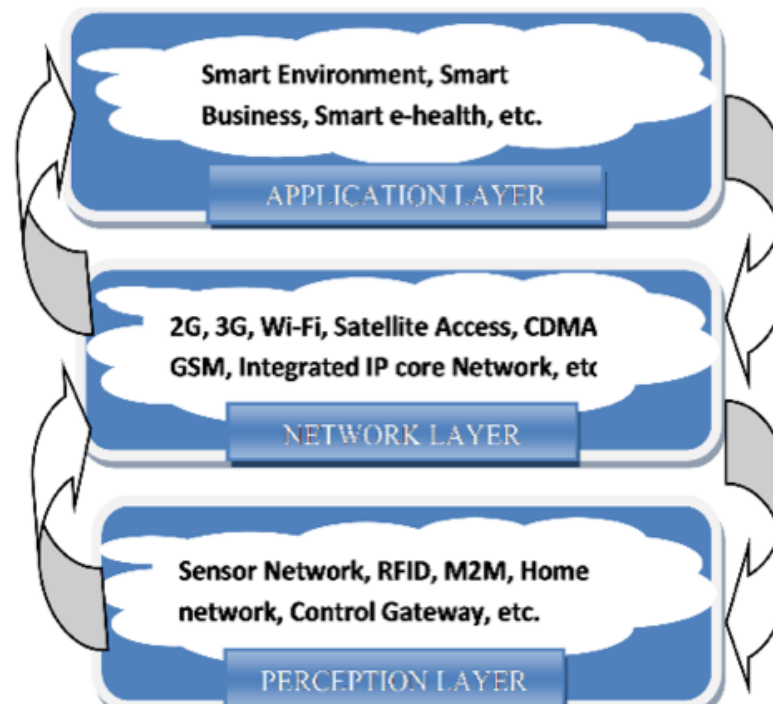 Smart Environment, Smart
Business, Smart e-health, etc.
APPLICATION LAYER
2G, 3G, Wi-Fi, Satellite Access, CDMA
GSM, Integrated IP core Network, etc
NETWORK LAYER
Sensor Network, RFID, M2M, Home
network, Control Gateway, etc.
PERCEPTION LAYER